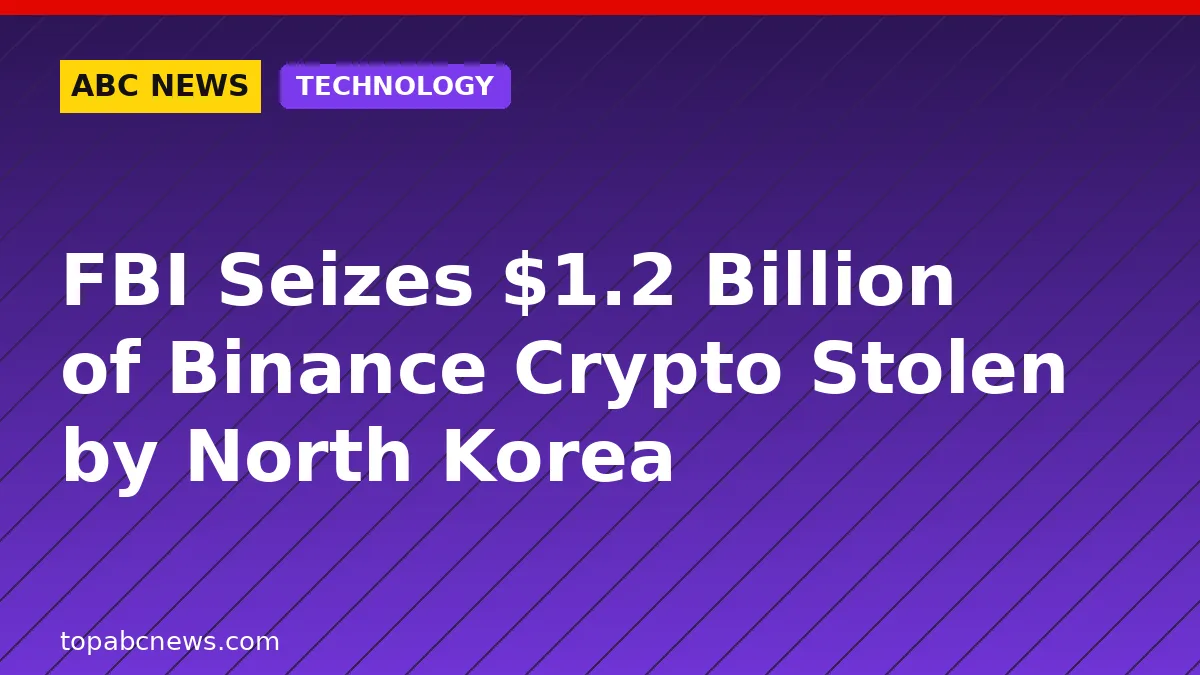 ABC NEWS
TECHNOLOGY
FBI Seizes $1.2 Billion
of Binance Crypto Stolen
by North Korea
topabcnews.com